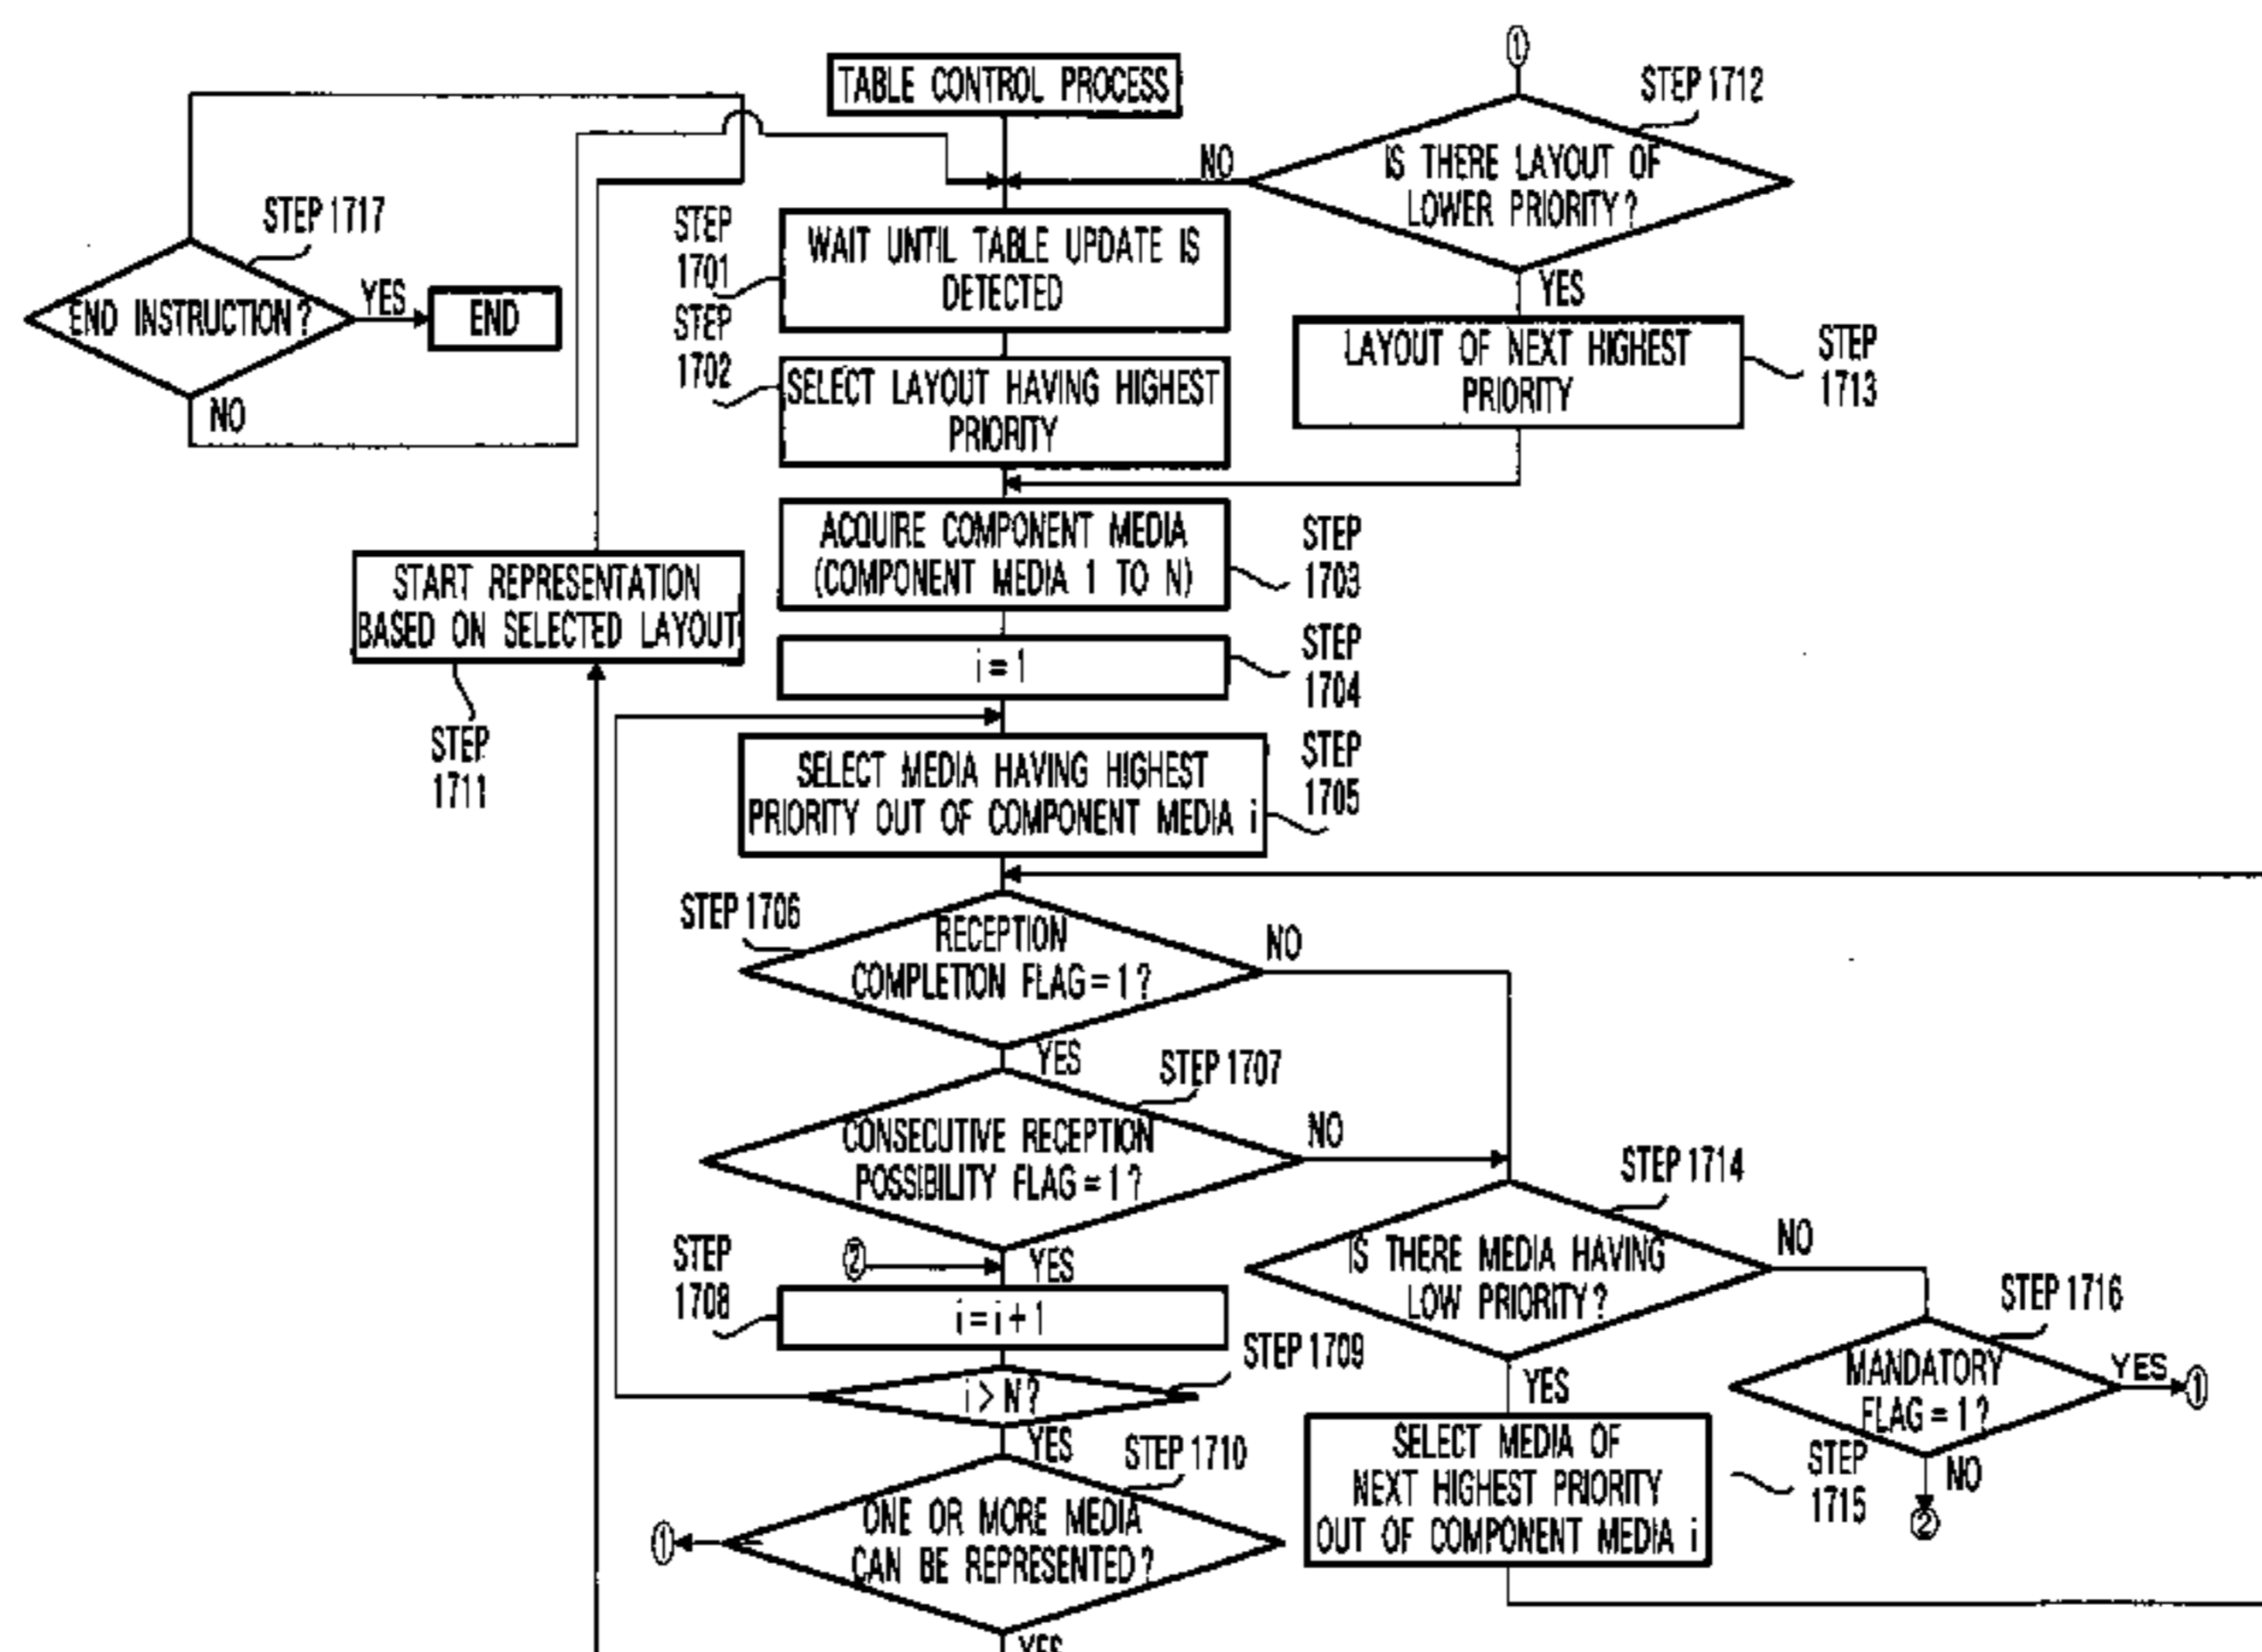 TABLE CONTROL PROCESS
①
STEP 1712
IS THERE LAYOUT OF
LOWER PRIORITY?
NO
YES
STEP 1717
END INSTRUCTION?
YES
END
NO
STEP
1701
WAIT UNTIL TABLE UPDATE IS
DETECTED
STEP
1702
SELECT LAYOUT HAVING HIGHEST
PRIORITY
LAYOUT OF NEXT HIGHEST
PRIORITY
STEP
1713
ACQUIRE COMPONENT MEDIA
(COMPONENT MEDIA 1 TO N)
STEP
1703
START REPRESENTATION
BASED ON SELECTED LAYOUT
STEP
1711
i=1
STEP
1704
SELECT MEDIA HAVING HIGHEST
PRIORITY OUT OF COMPONENT MEDIA i
STEP
1705
STEP 1706
RECEPTION
COMPLETION FLAG=1?
NO
YES
STEP 1707
CONSECUTIVE RECEPTION
POSSIBILITY FLAG=1?
NO
YES
②
STEP
1708
i=i+1
STEP 1709
i>N?
YES
STEP 1710
ONE OR MORE MEDIA
CAN BE REPRESENTED?
①
YES
STEP 1714
IS THERE MEDIA HAVING
LOW PRIORITY?
NO
YES
SELECT MEDIA OF
NEXT HIGHEST PRIORITY
OUT OF COMPONENT MEDIA i
STEP
1715
STEP 1716
MANDATORY
FLAG=1?
YES
①
NO
②